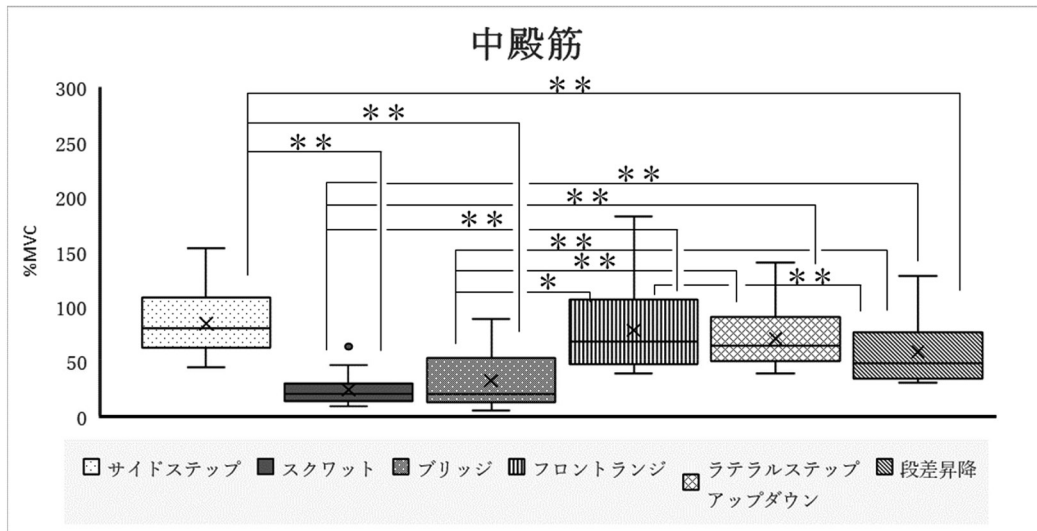 中殿筋
300
250
200
150
100
50
0
%MVC
＊＊
＊＊
＊＊
＊＊
＊＊
＊＊
＊＊
＊＊
＊
＊＊
サイドステップ
スクワット
ブリッジ
フロントランジ
ラテラルステップ
アップダウン
段差昇降